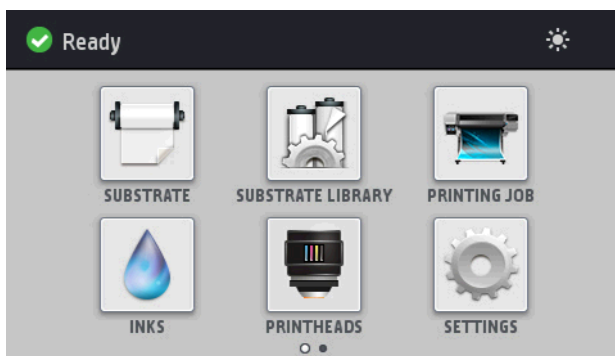 Ready
SUBSTRATE SUBSTRATE LIBRARY PRINTING JOB
INKS PRINTHEADS SETTINGS